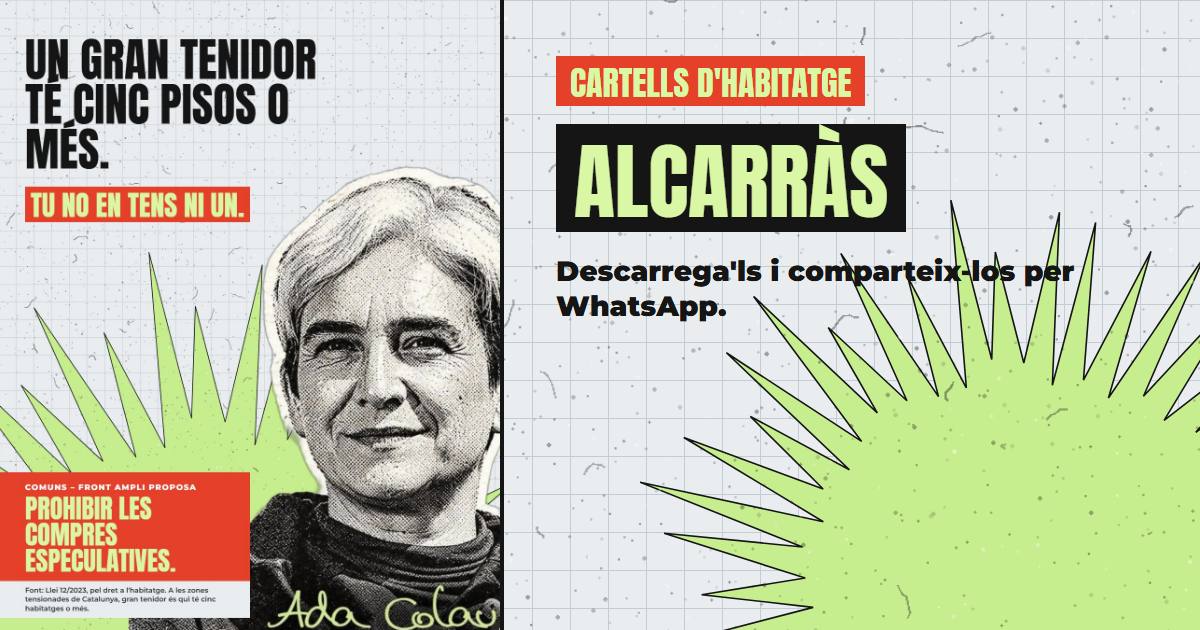 UN GRAN TENIDOR
TÉ CINC PISOS O
MÉS.
TU NO EN TENS NI UN.
COMUNS – FRONT AMPLI PROPOSA
PROHIBIR LES
COMPRES
ESPECULATIVES.
Font: Llei 12/2023, pel dret a l'habitatge. A les zones
tensionades de Catalunya, gran tenidor és qui té cinc
habitatges o més.
Ada Colau
CARTELLS D'HABITATGE
ALCARRÀS
Descarrega'ls i comparteix-los per
WhatsApp.